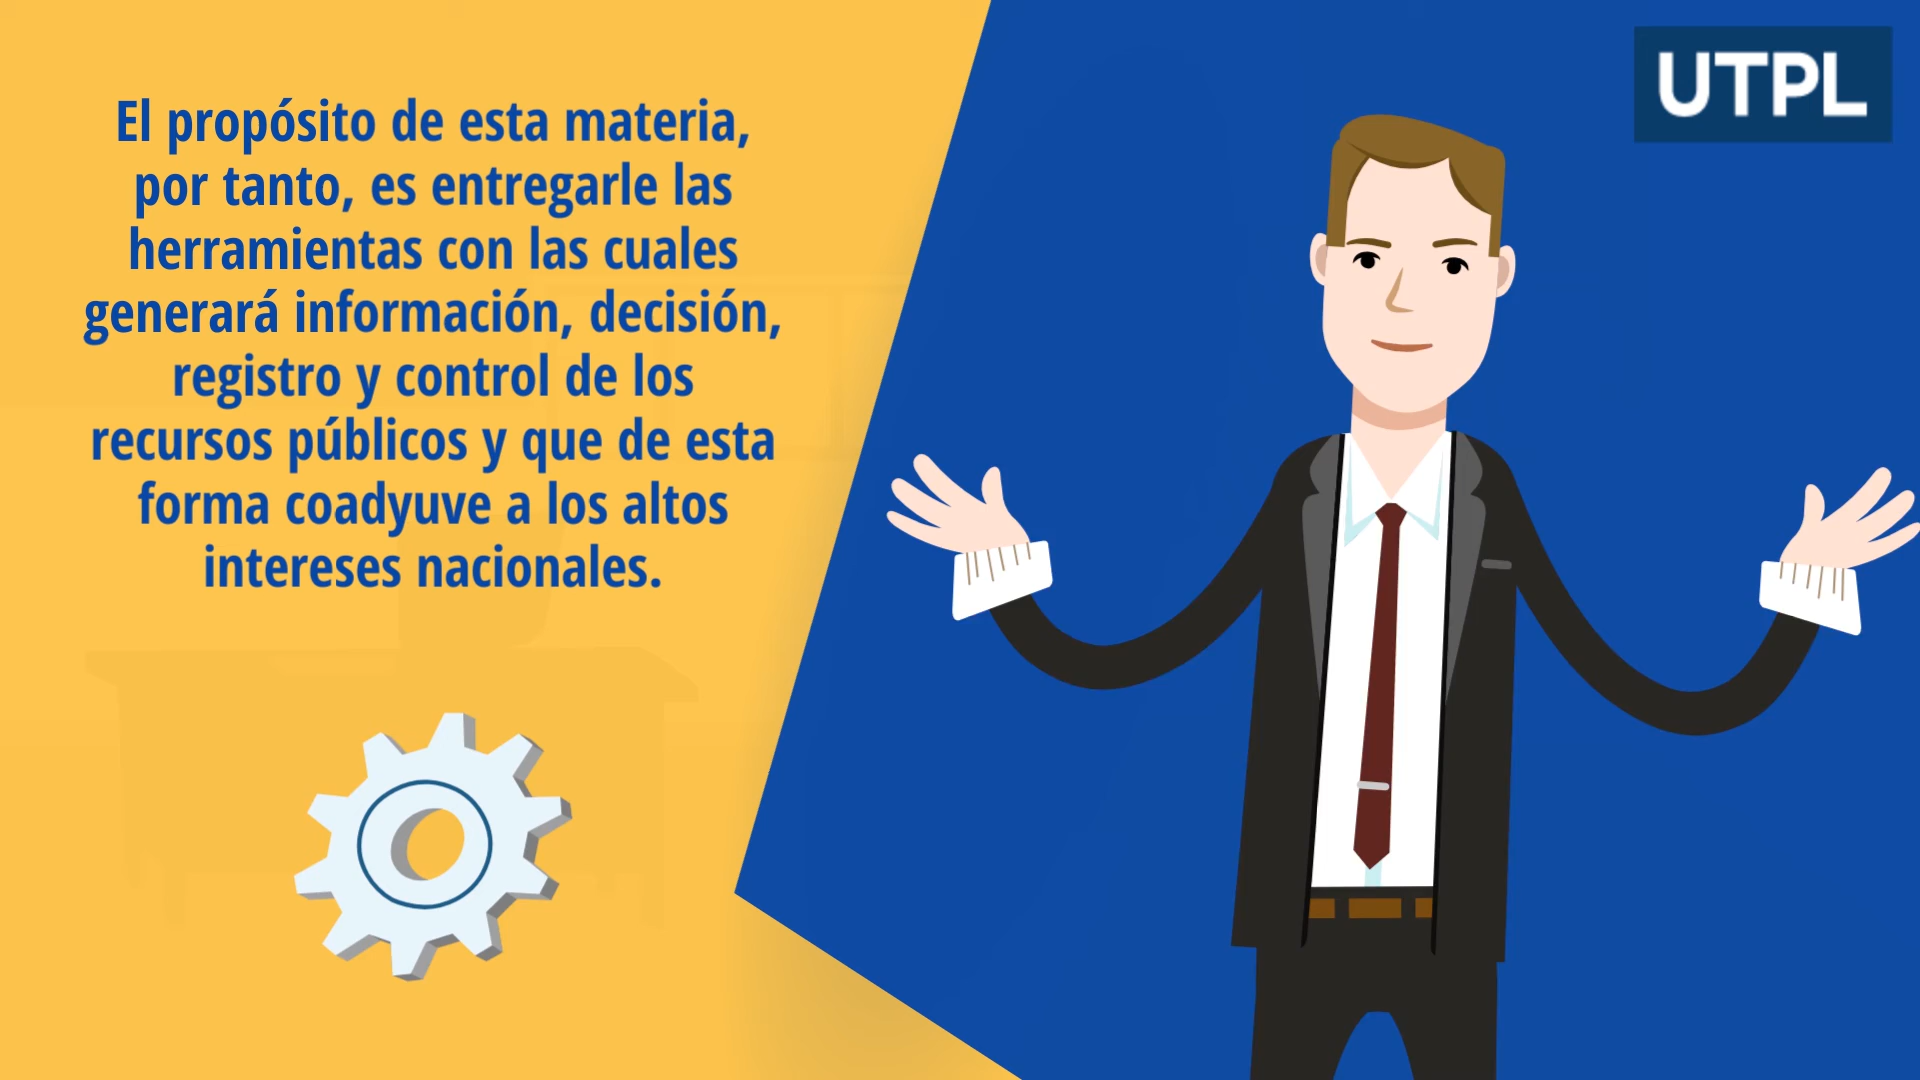 El propósito de esta materia,
por tanto, es entregarle las
herramientas con las cuales
generará información, decisión,
registro y control de los
recursos públicos y que de esta
forma coadyuve a los altos
intereses nacionales.
UTPL